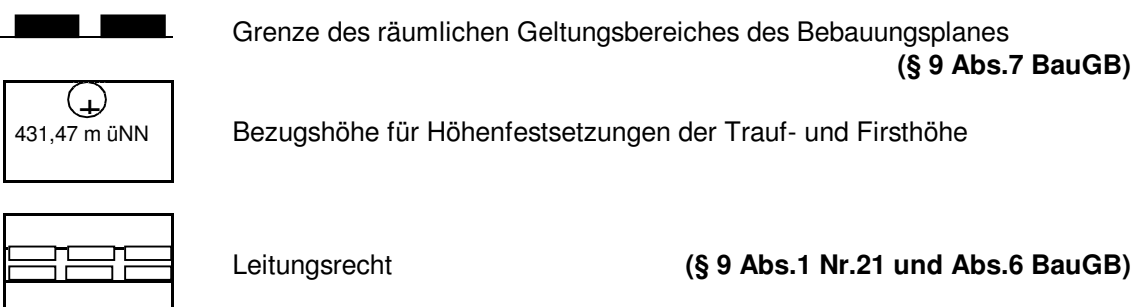 Grenze des räumlichen Geltungsbereiches des Bebauungsplanes
(§ 9 Abs.7 BauGB)
431,47 m üNN Bezugshöhe für Höhenfestsetzungen der Trauf- und Firsthöhe
Leitungsrecht (§ 9 Abs.1 Nr.21 und Abs.6 BauGB)